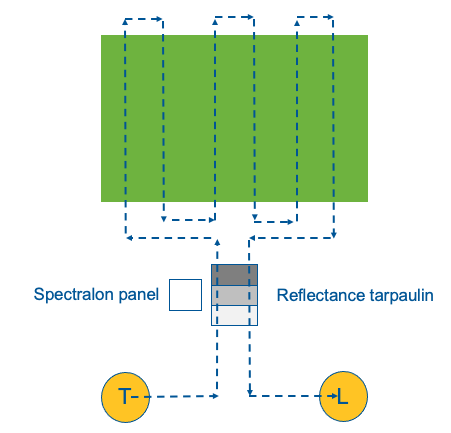 Spectralon panel
Reflectance tarpaulin
T
L